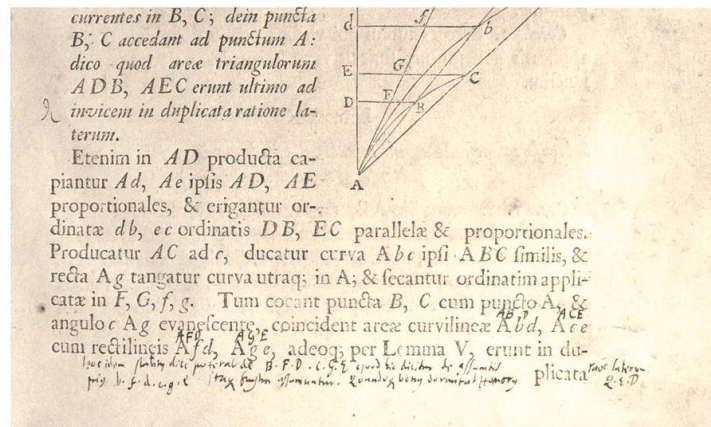 currentes in B, C; dein puncta
B, C accedant ad punctum A:
dico quod areæ triangulorum
ADB, AEC erunt ultimo ad
invicem in duplicata ratione la-
terum.
Etenim in AD producta ca-
piantur Ad, Ae ipſis AD, AE
proportionales, & erigantur or-
dinatæ db, ec ordinatis DB, EC parallelæ & proportionales.
Producatur AC ad c, ducatur curva Abc ipſi ABC ſimilis, &
recta Ag tangatur curva utraq; in A; & ſecantur ordinatim appli-
catæ in F, G, f, g. Tum coeant puncta B, C cum puncto A, &
ABD ACE
angulo c Ag evaneſcente, coincident areæ curvilineæ Abd, Ace
AFD AGE
cum rectilineis Afd, Age, adeoq; per Lemma V, erunt in du-
B. F. D. C. G. E
plicata
b. f. d. c. g. e
Q. E. D
d
f
b
E
G
C
D
F
B
A